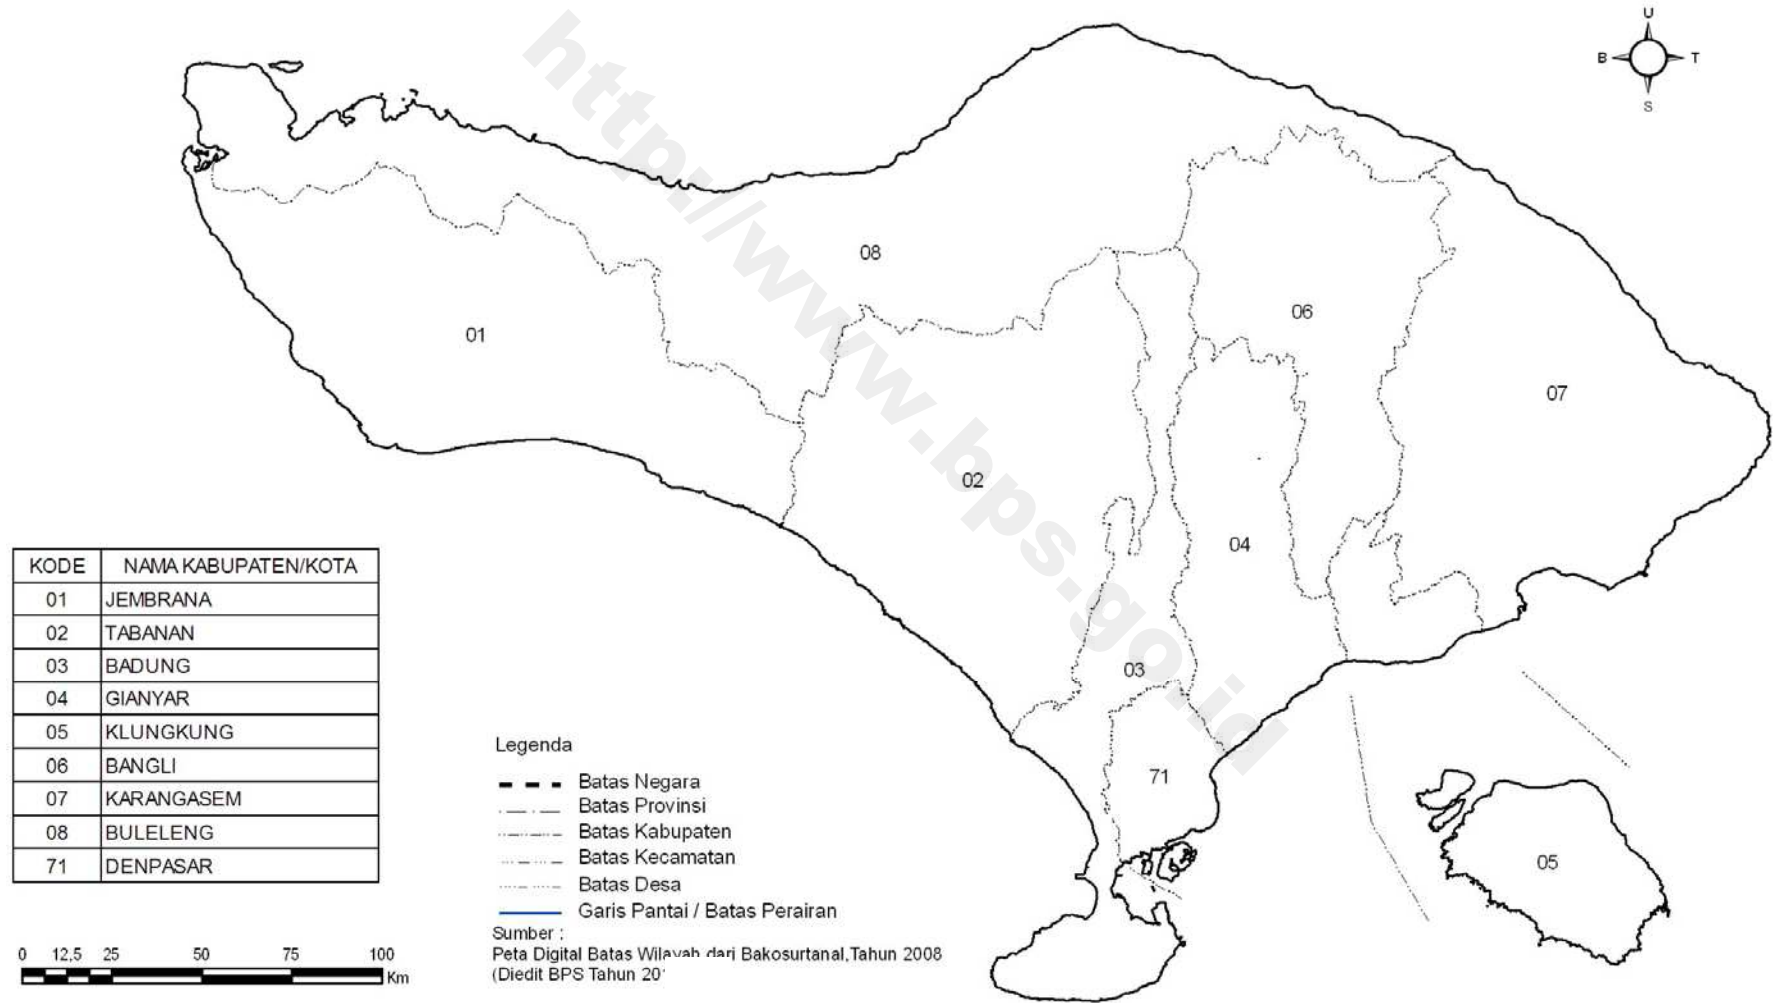 U
B T
S
http://www.bps.go.id
08
06
01
07
02
04
03
71
05
KODE NAMA KABUPATEN/KOTA
01 JEMBRANA
02 TABANAN
03 BADUNG
04 GIANYAR
05 KLUNGKUNG
06 BANGLI
07 KARANGASEM
08 BULELENG
71 DENPASAR
Legenda
Batas Negara
Batas Provinsi
Batas Kabupaten
Batas Kecamatan
Batas Desa
Garis Pantai / Batas Perairan
Sumber :
Peta Digital Batas Wilayah dari Bakosurtanal,Tahun 2008
(Diedit BPS Tahun
0 12,5 25 50 75 100
Km